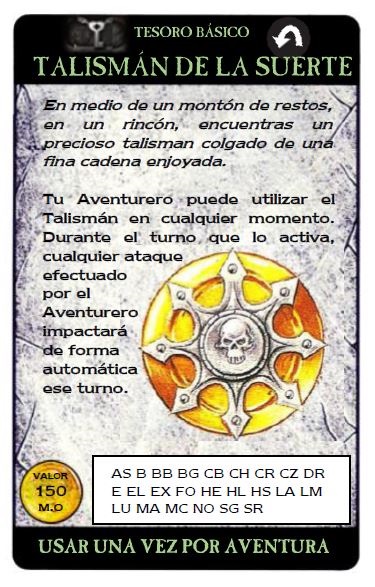 TESORO BÁSICO
TALISMÁN DE LA SUERTE
En medio de un montón de restos,
en un rincón, encuentras un
precioso talisman colgado de una
fina cadena enjoyada.
Tu Aventurero puede utilizar el
Talismán en cualquier momento.
Durante el turno que lo activa,
cualquier ataque
efectuado
por el
Aventurero
impactará
de forma
automática
ese turno.
VALOR
150
M.O
AS B BB BG CB CH CR CZ DR
E EL EX FO HE HL HS LA LM
LU MA MC NO SG SR
USAR UNA VEZ POR AVENTURA